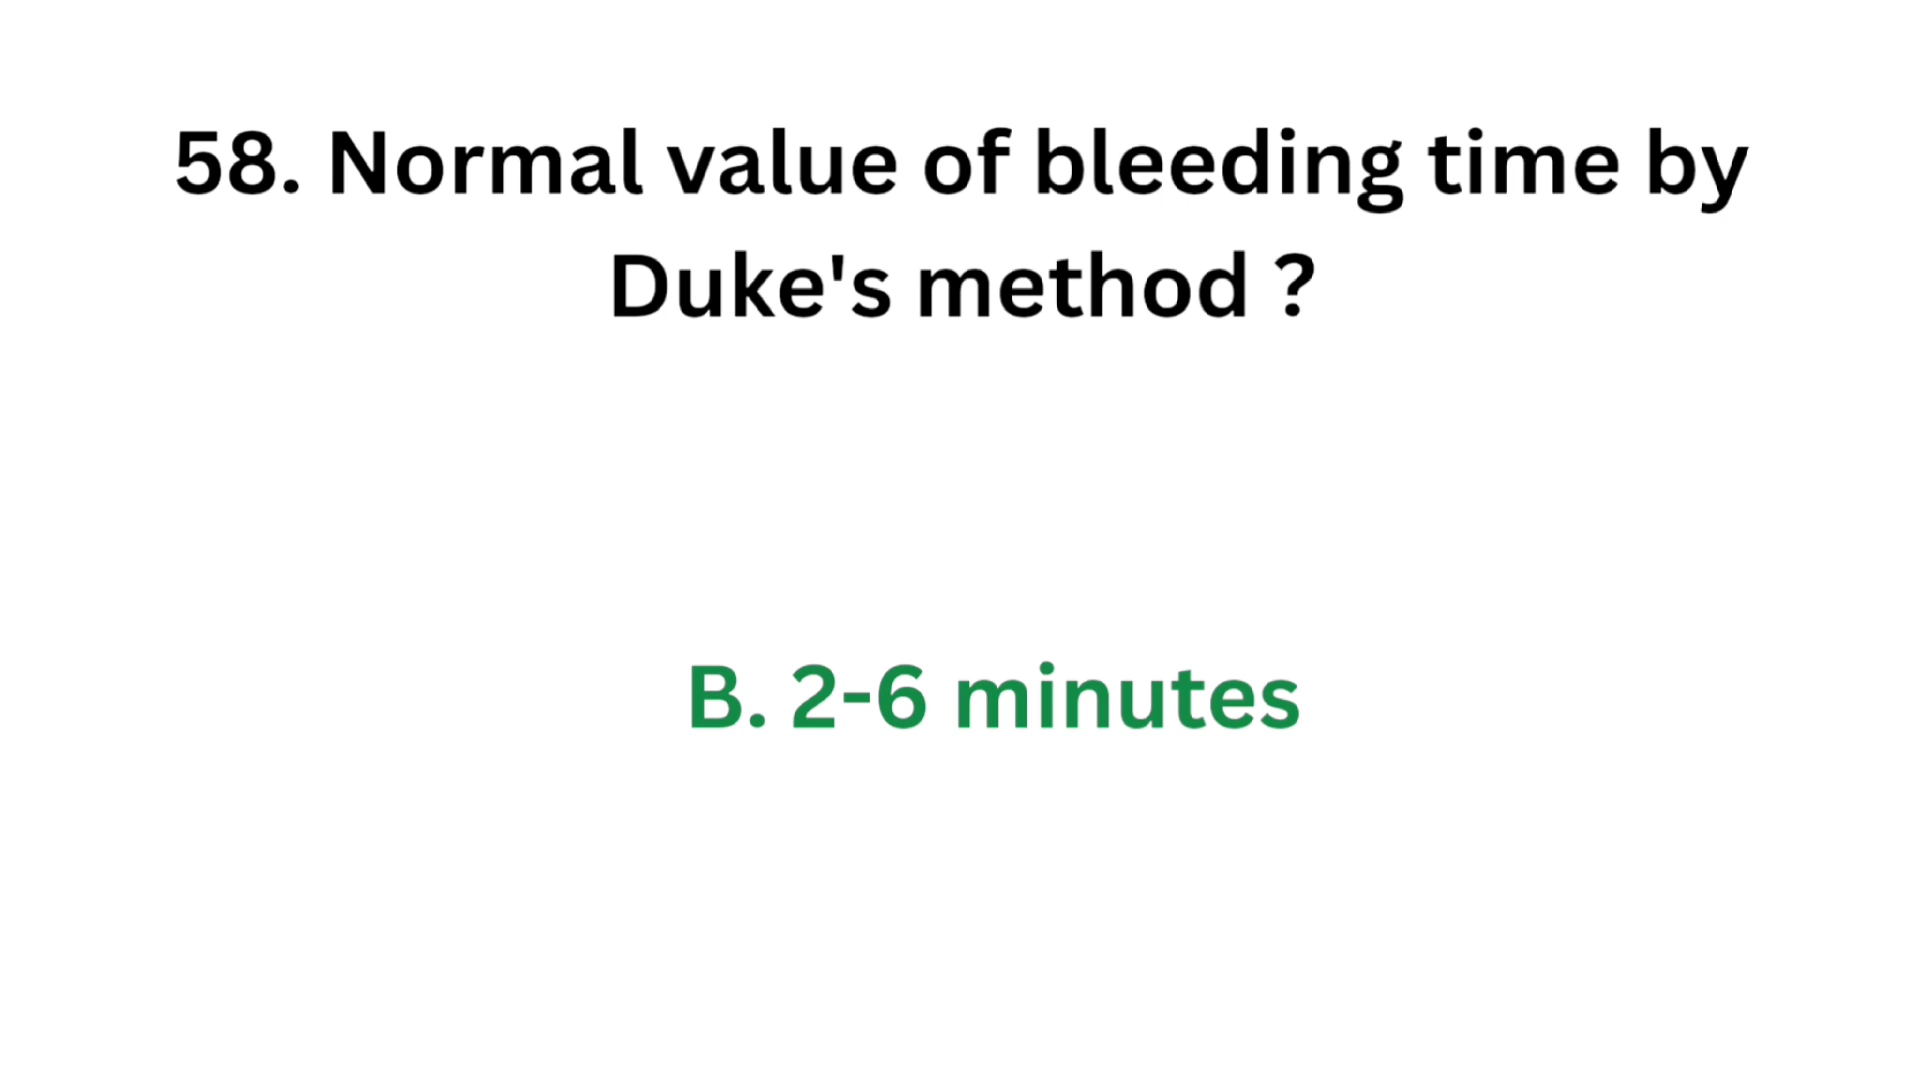 58. Normal value of bleeding time by
Duke's method ?
B. 2-6 minutes